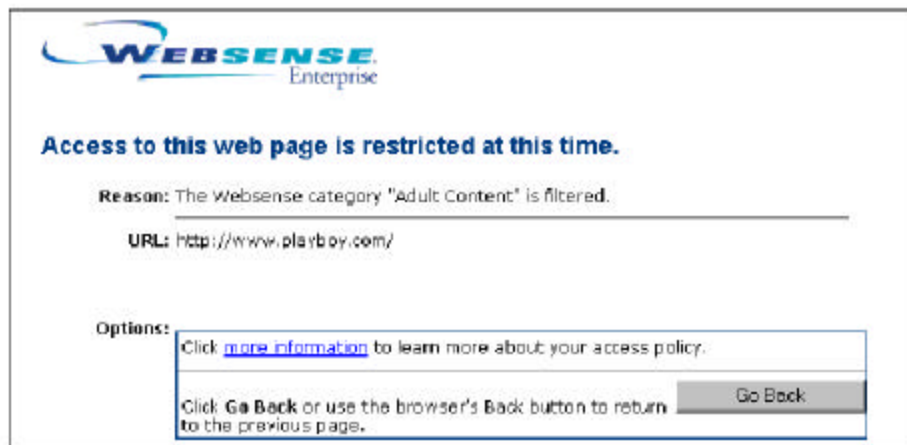 WEBSENSE
Enterprise
Access to this web page is restricted at this time.
Reason: The Websense category "Adult Content" is filtered.
URL: http://www.playboy.com/
Options:
Click more information to learn more about your access policy.
Click Go Back or use the browser's Back button to return
to the previous page.
Go Back